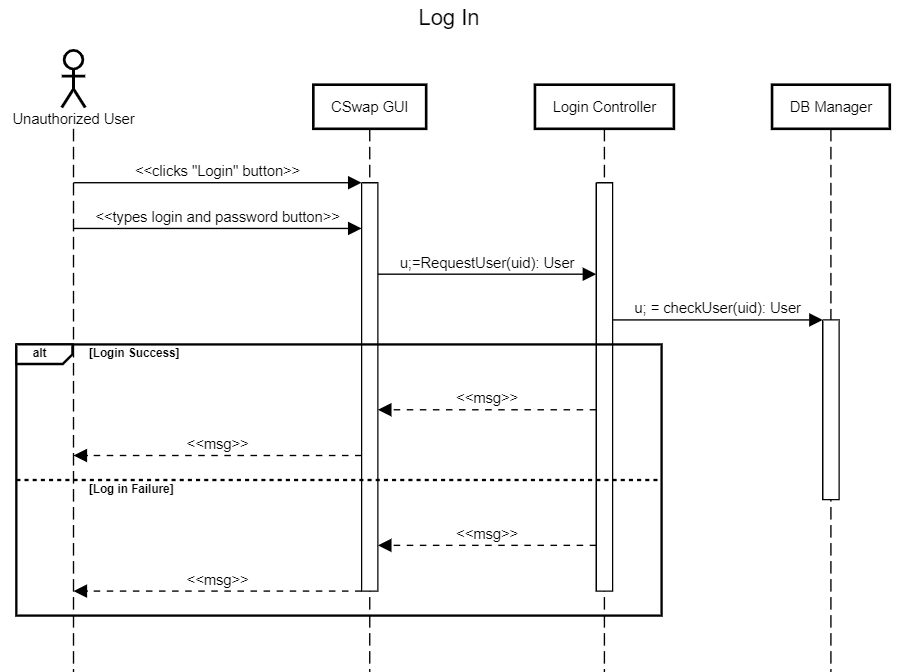 Log In
Unauthorized User
CSwap GUI
Login Controller
DB Manager
<<clicks "Login" button>>
<<types login and password button>>
u;=RequestUser(uid): User
u; = checkUser(uid): User
alt
[Login Success]
<<msg>>
<<msg>>
[Log in Failure]
<<msg>>
<<msg>>